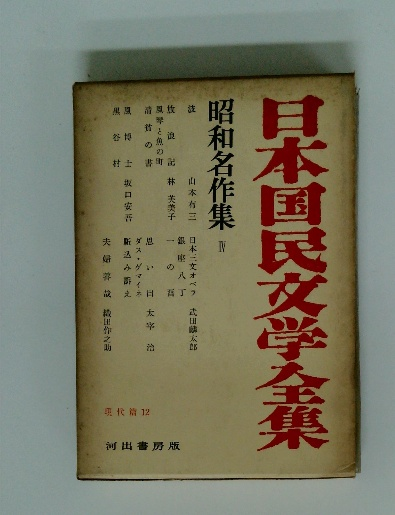 日本国民文学全集
昭和名作集 IV
波 山本有三
放浪記 林芙美子
風琴と魚の町
清貧の書
風博士 坂口安吾
黒谷村
日本三文オペラ 武田麟太郎
銀座八丁
一の酉
思い出 太宰治
ダス・ゲマイネ
駈込み訴え
夫婦善哉 織田作之助
現代篇12
河出書房版